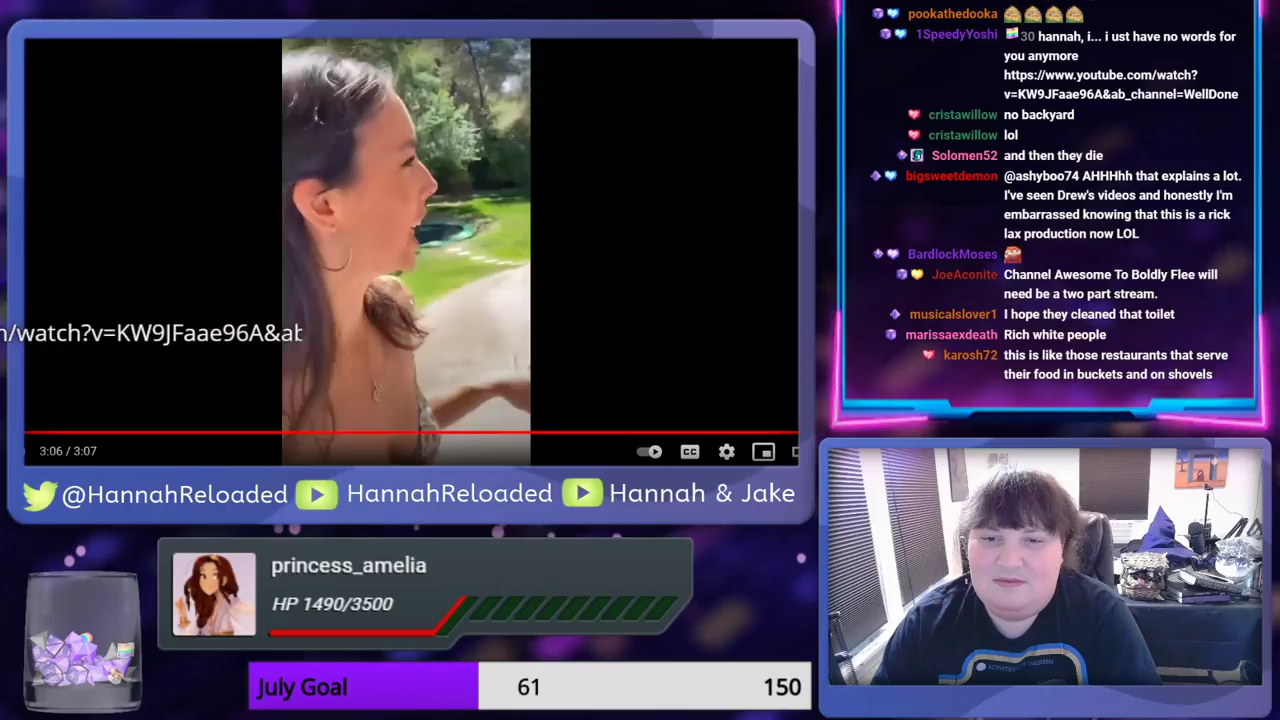 pookathedooka
1SpeedyYoshi 30 hannah, i... i ust have no words for
you anymore
https://www.youtube.com/watch?
v=KW9JFaae96A&ab_channel=WellDone
cristawillow no backyard
cristawillow lol
Solomen52 and then they die
bigsweetdemon @ashyboo74 AHHHhh that explains a lot.
I've seen Drew's videos and honestly I'm
embarrassed knowing that this is a rick
lax production now LOL
BardlockMoses
JoeAconite Channel Awesome To Boldly Flee will
need be a two part stream.
musicalslover1 I hope they cleaned that toilet
marissaexdeath Rich white people
karosh72 this is like those restaurants that serve
their food in buckets and on shovels
/watch?v=KW9JFaae96A&ab
3:06 / 3:07
CC
@HannahReloaded HannahReloaded Hannah & Jake
princess_amelia
HP 1490/3500
July Goal 61 150